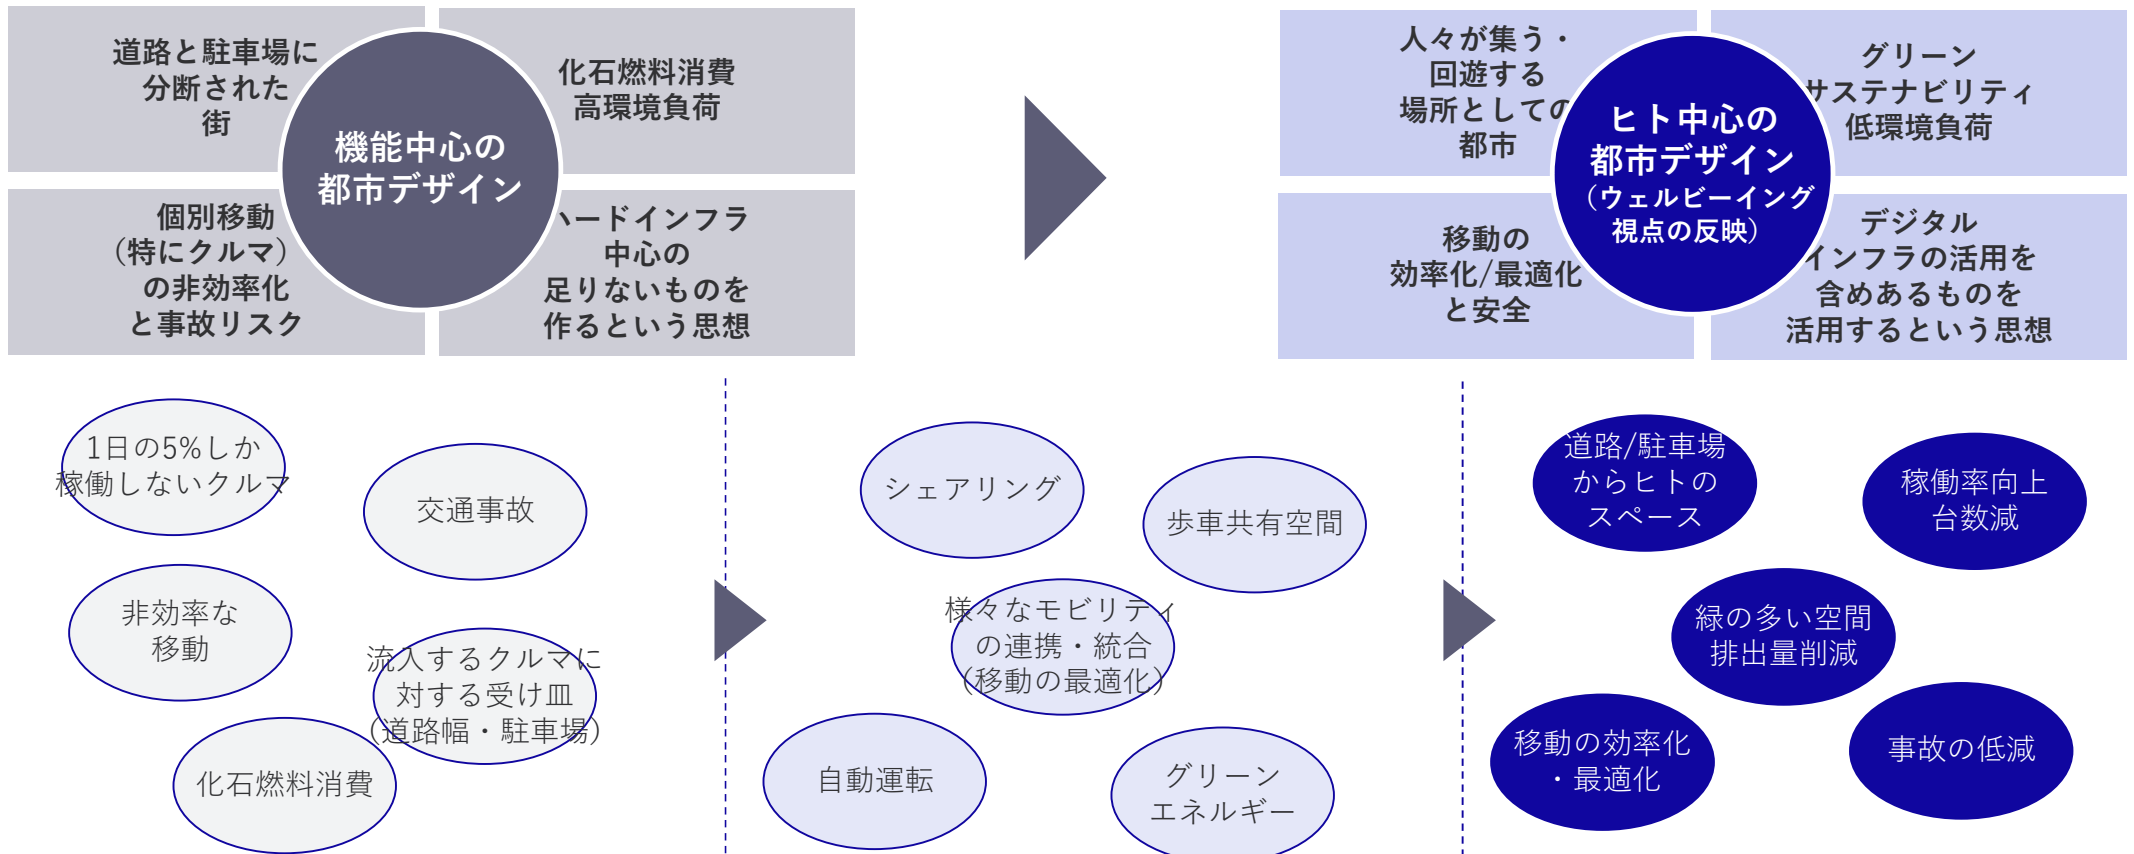 道路と駐車場に
分断された
街
化石燃料消費
高環境負荷
機能中心の
都市デザイン
個別移動
（特にクルマ）
の非効率化
と事故リスク
ハードインフラ
中心の
足りないものを
作るという思想
人々が集う・
回遊する
場所としての
都市
グリーン
サステナビリティ
低環境負荷
ヒト中心の
都市デザイン
（ウェルビーイング
視点の反映）
移動の
効率化/最適化
と安全
デジタル
インフラの活用を
含めあるものを
活用するという思想
1日の5%しか
稼働しないクルマ
交通事故
非効率な
移動
流入するクルマに
対する受け皿
（道路幅・駐車場）
化石燃料消費
シェアリング
歩車共有空間
様々なモビリティ
の連携・統合
（移動の最適化）
自動運転
グリーン
エネルギー
道路/駐車場
からヒトの
スペース
稼働率向上
台数減
緑の多い空間
排出量削減
移動の効率化
・最適化
事故の低減